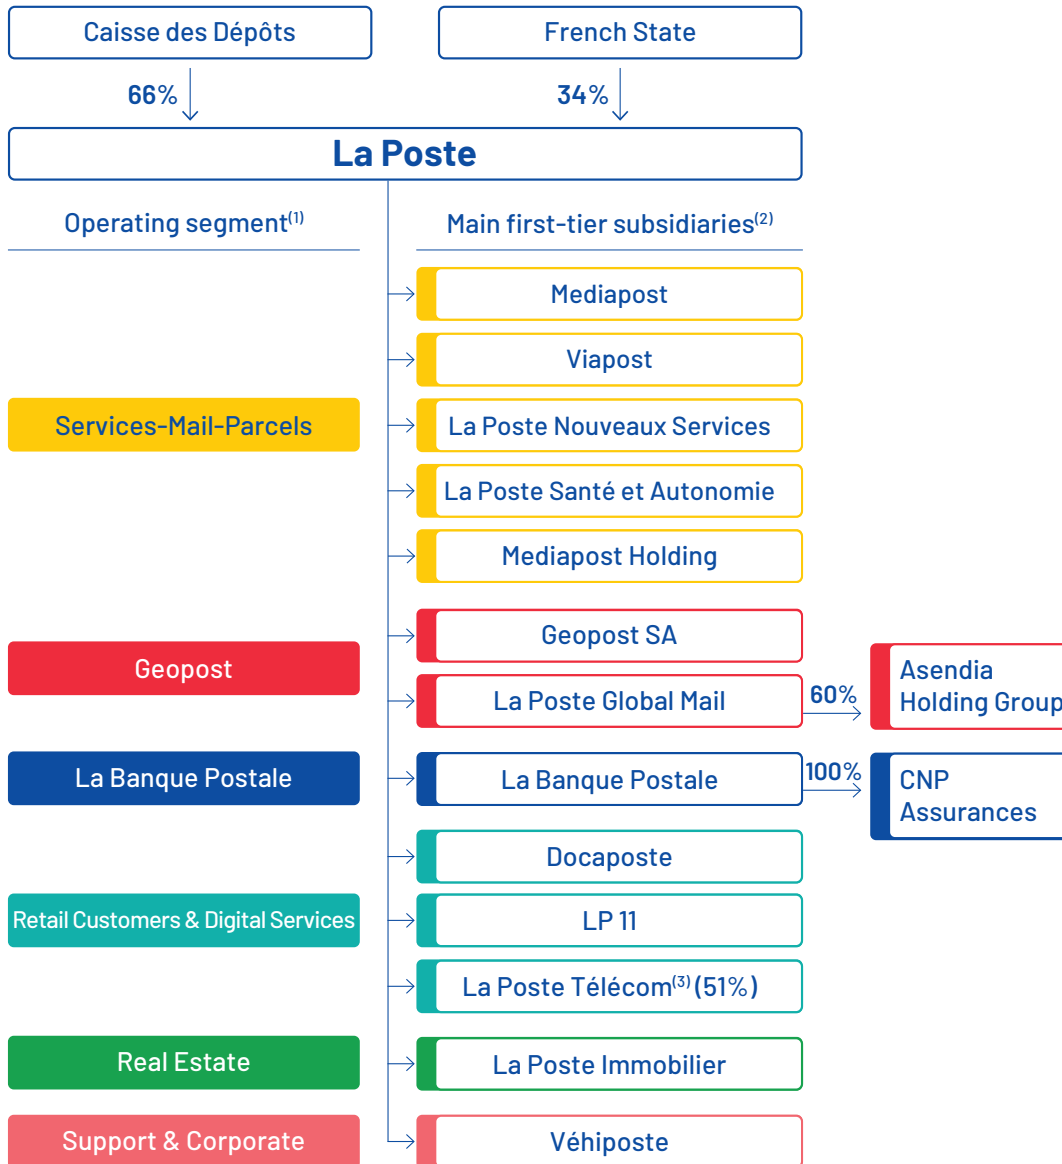 Caisse des Dépôts
French State
66%
34%
La Poste
Operating segment(1)
Main first-tier subsidiaries(2)
Mediapost
Viapost
Services-Mail-Parcels
La Poste Nouveaux Services
La Poste Santé et Autonomie
Mediapost Holding
Geopost SA
Geopost
La Poste Global Mail
60%
Asendia
Holding Group
La Banque Postale
La Banque Postale
100%
CNP
Assurances
Docaposte
Retail Customers & Digital Services
LP 11
La Poste Télécom(3) (51%)
Real Estate
La Poste Immobilier
Support & Corporate
Véhiposte